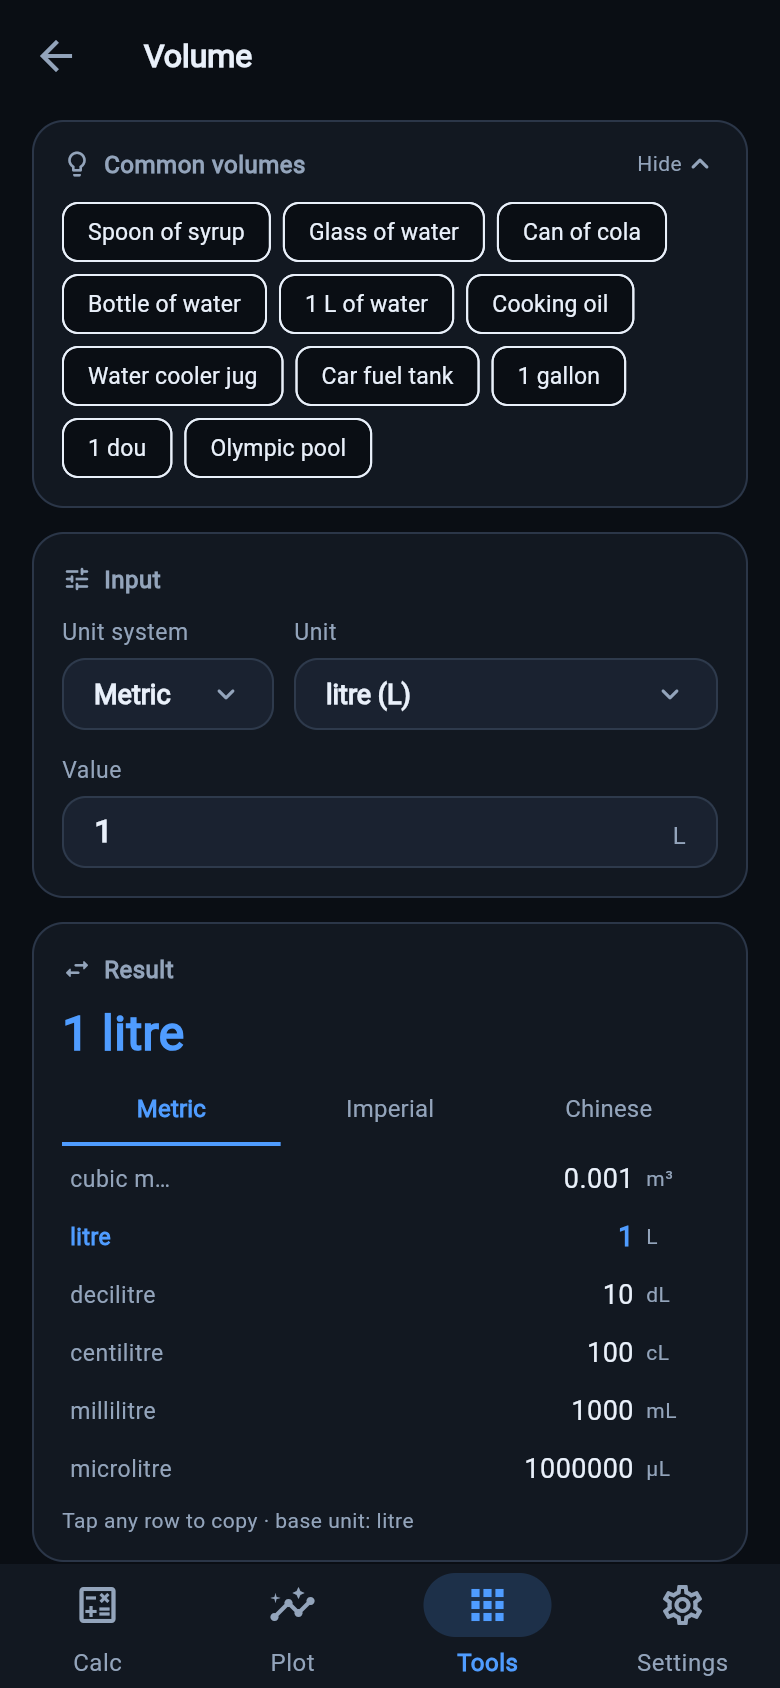 Volume
Common volumes
Hide
Spoon of syrup
Glass of water
Can of cola
Bottle of water
1 L of water
Cooking oil
Water cooler jug
Car fuel tank
1 gallon
1 dou
Olympic pool
Input
Unit system
Unit
Metric
litre (L)
Value
1 L
Result
1 litre
Metric Imperial Chinese
cubic m… 0.001 m³
litre 1 L
decilitre 10 dL
centilitre 100 cL
millilitre 1000 mL
microlitre 1000000 µL
Tap any row to copy · base unit: litre
Calc Plot Tools Settings